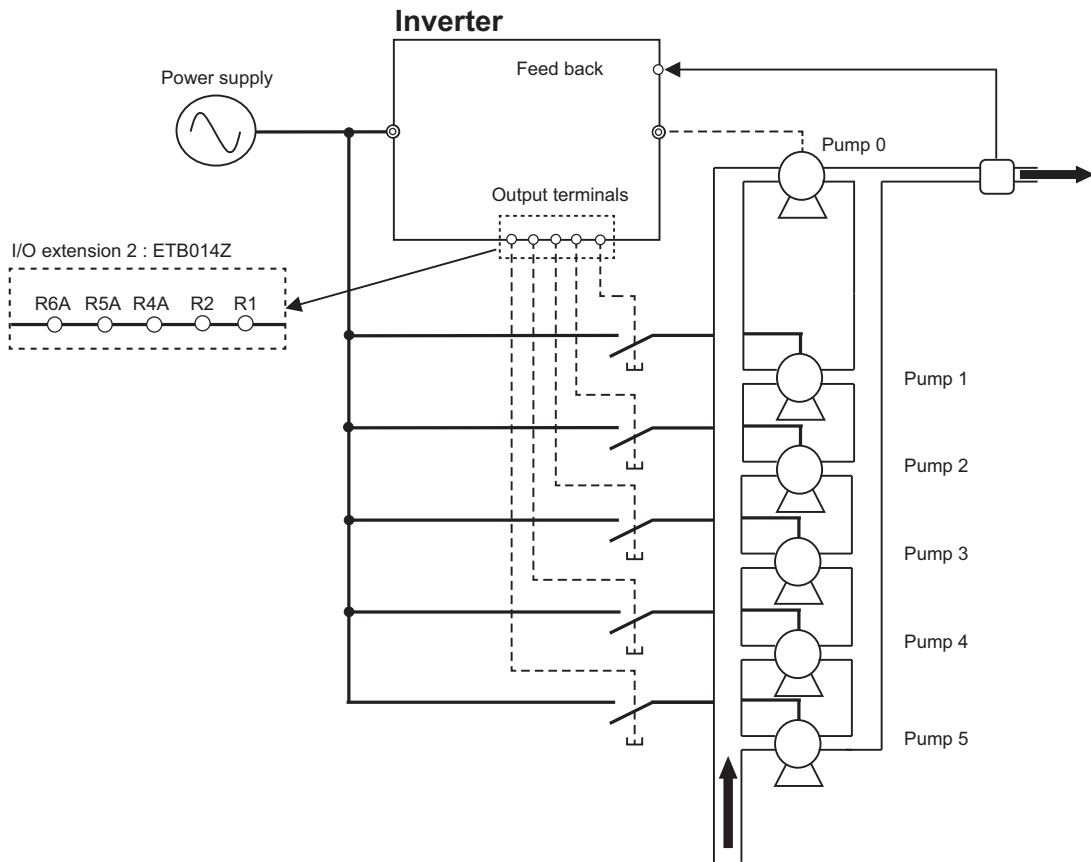 Inverter
Feed back
Power supply
Pump 0
Output terminals
I/O extension 2 : ETB014Z
R6A R5A R4A R2 R1
Pump 1
Pump 2
Pump 3
Pump 4
Pump 5